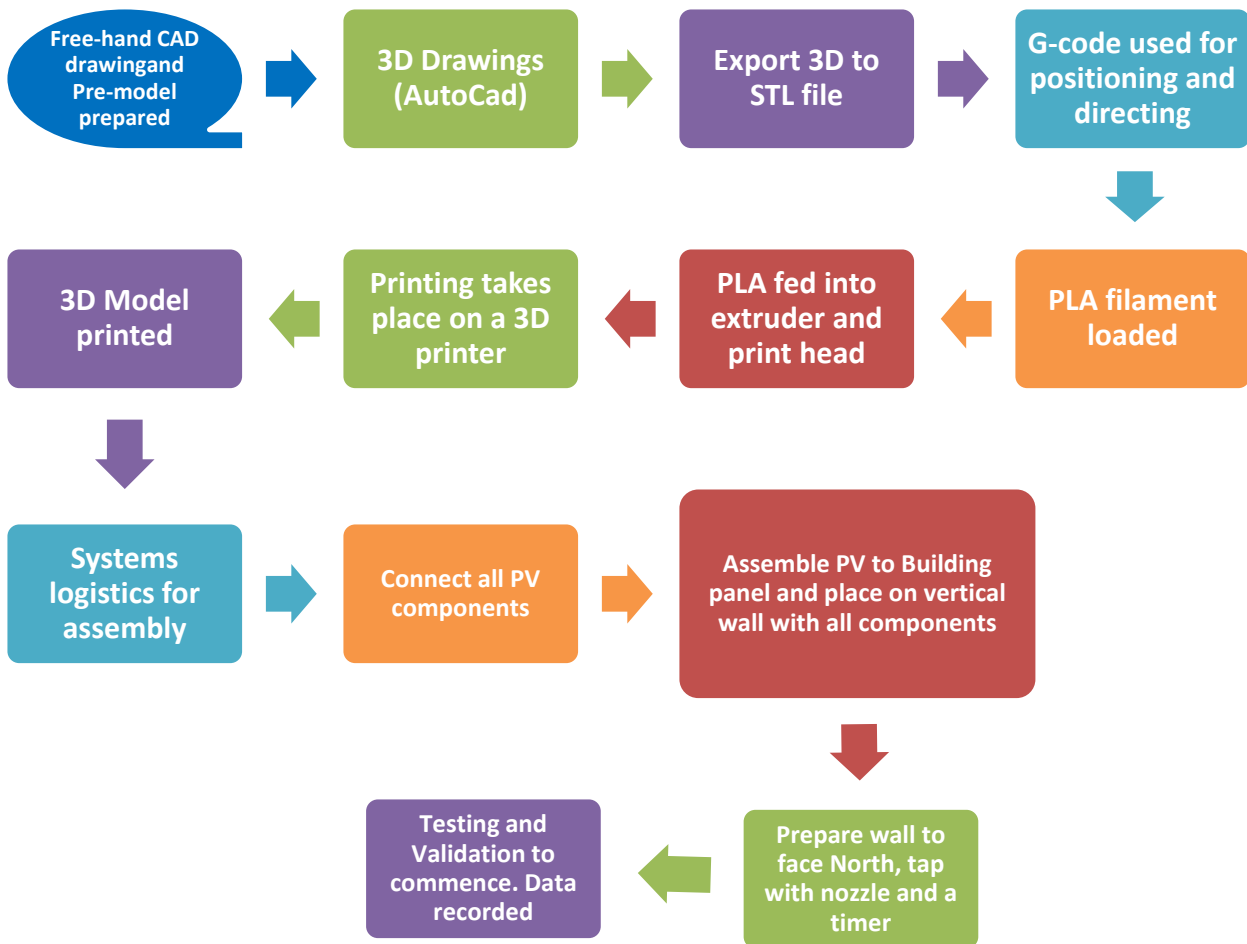 Free-hand CAD
drawingand
Pre-model
prepared
3D Drawings
(AutoCad)
Export 3D to
STL file
G-code used for
positioning and
directing
PLA filament
loaded
PLA fed into
extruder and
print head
Printing takes
place on a 3D
printer
3D Model
printed
Systems
logistics for
assembly
Connect all PV
components
Assemble PV to Building
panel and place on vertical
wall with all components
Prepare wall to
face North, tap
with nozzle and a
timer
Testing and
Validation to
commence. Data
recorded